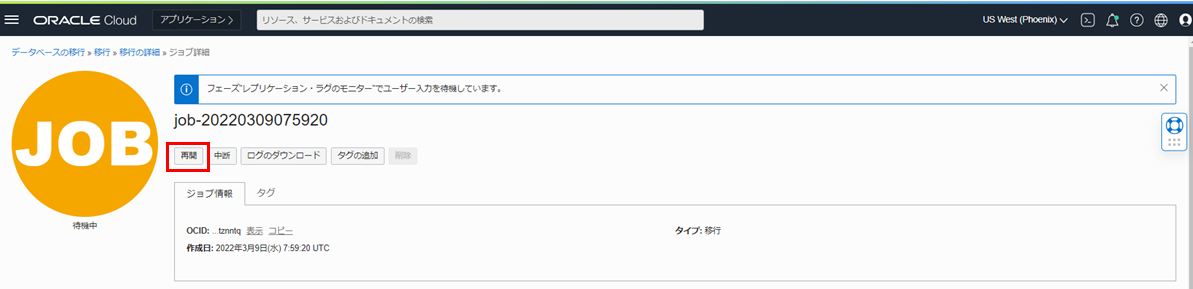 ORACLE Cloud アプリケーション > リソース、サービスおよびドキュメントの検索 US West (Phoenix)
データベースの移行 » 移行 » 移行の詳細 » ジョブ詳細
フェーズ"レプリケーション・ラグのモニター"でユーザー入力を待機しています。
JOB
待機中
job-20220309075920
再開 中断 ログのダウンロード タグの追加 削除
ジョブ情報 タグ
OCID: ...tznntq 表示 コピー タイプ: 移行
作成日: 2022年3月9日(水) 7:59:20 UTC